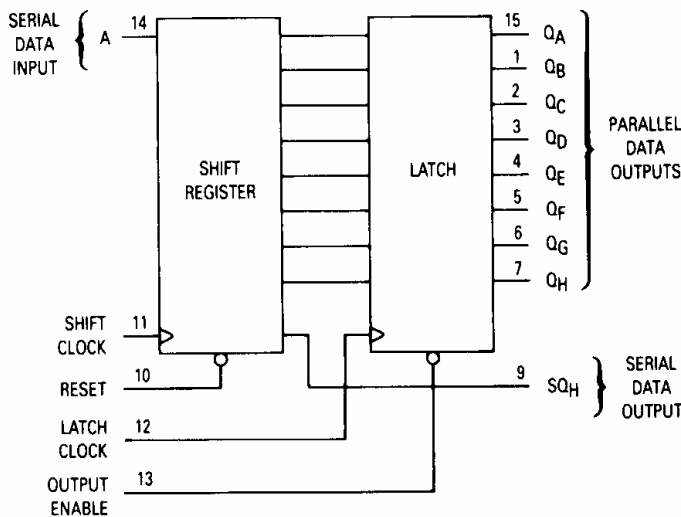 SERIAL
DATA
INPUT
A
14
SHIFT
REGISTER
LATCH
15 QA
1 QB
2 QC
3 QD
4 QE
5 QF
6 QG
7 QH
PARALLEL
DATA
OUTPUTS
SHIFT
CLOCK
11
RESET
10
LATCH
CLOCK
12
OUTPUT
ENABLE
13
9 SQH
SERIAL
DATA
OUTPUT